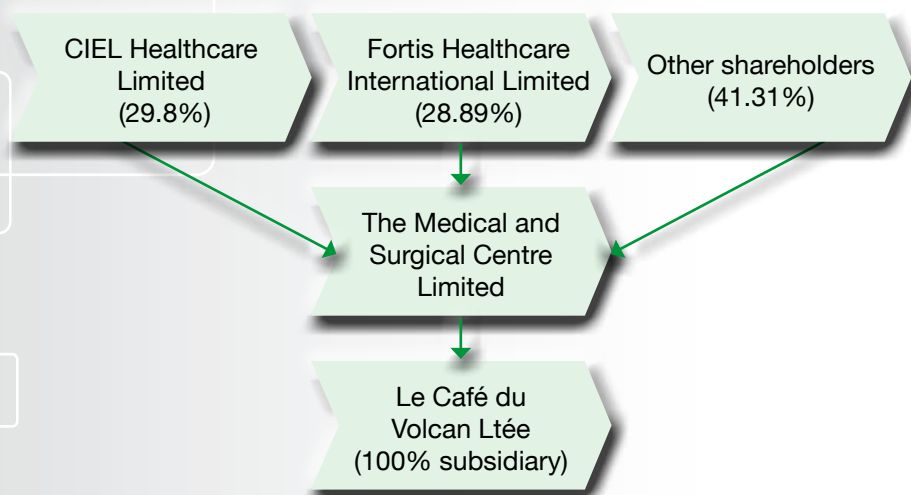 CIEL Healthcare
Limited
(29.8%)
Fortis Healthcare
International Limited
(28.89%)
Other shareholders
(41.31%)
The Medical and
Surgical Centre
Limited
Le Café du
Volcan Ltée
(100% subsidiary)